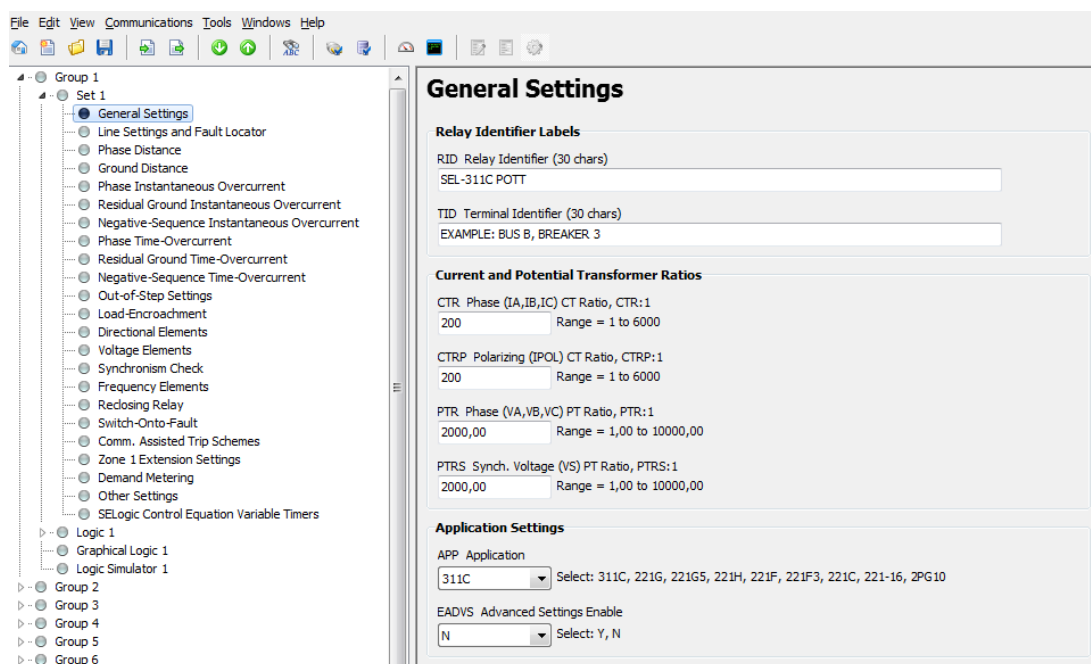 File Edit View Communications Tools Windows Help
ABC
Group 1
Set 1
General Settings
Line Settings and Fault Locator
Phase Distance
Ground Distance
Phase Instantaneous Overcurrent
Residual Ground Instantaneous Overcurrent
Negative-Sequence Instantaneous Overcurrent
Phase Time-Overcurrent
Residual Ground Time-Overcurrent
Negative-Sequence Time-Overcurrent
Out-of-Step Settings
Load-Encroachment
Directional Elements
Voltage Elements
Synchronism Check
Frequency Elements
Reclosing Relay
Switch-Onto-Fault
Comm. Assisted Trip Schemes
Zone 1 Extension Settings
Demand Metering
Other Settings
SELogic Control Equation Variable Timers
Logic 1
Graphical Logic 1
Logic Simulator 1
Group 2
Group 3
Group 4
Group 5
Group 6
General Settings
Relay Identifier Labels
RID Relay Identifier (30 chars)
SEL-311C POTT
TID Terminal Identifier (30 chars)
EXAMPLE: BUS B, BREAKER 3
Current and Potential Transformer Ratios
CTR Phase (IA,IB,IC) CT Ratio, CTR:1
200 Range = 1 to 6000
CTRP Polarizing (IPOL) CT Ratio, CTRP:1
200 Range = 1 to 6000
PTR Phase (VA,VB,VC) PT Ratio, PTR:1
2000,00 Range = 1,00 to 10000,00
PTRS Synch. Voltage (VS) PT Ratio, PTRS:1
2000,00 Range = 1,00 to 10000,00
Application Settings
APP Application
311C Select: 311C, 221G, 221G5, 221H, 221F, 221F3, 221C, 221-16, 2PG10
EADVS Advanced Settings Enable
N Select: Y, N